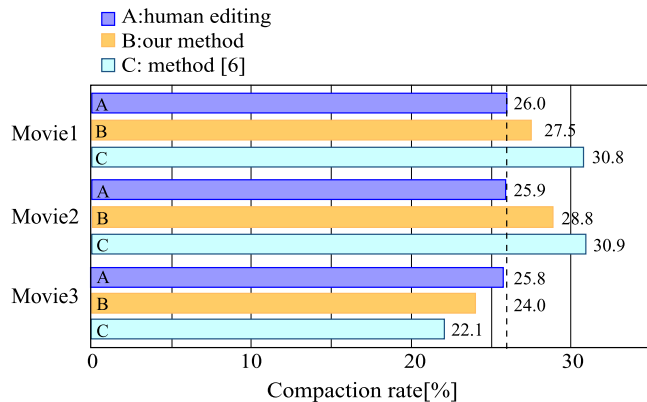 A:human editing
B:our method
C: method [6]
Movie1
A 26.0
B 27.5
C 30.8
Movie2
A 25.9
B 28.8
C 30.9
Movie3
A 25.8
B 24.0
C 22.1
0 10 20 30
Compaction rate[%]